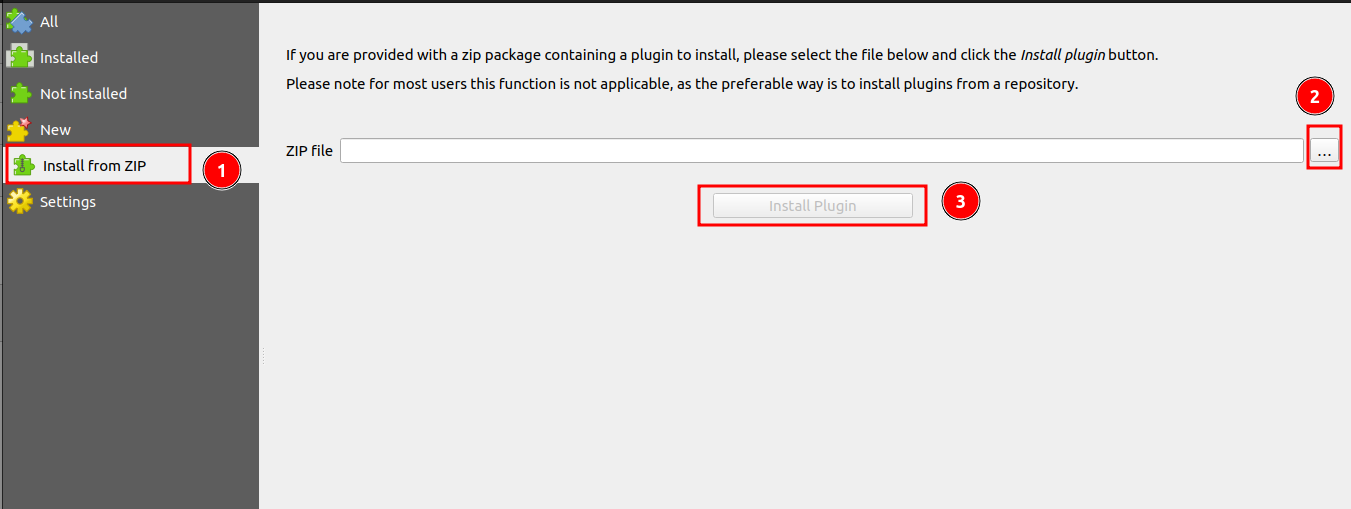 All
Installed
Not installed
New
Install from ZIP
1
Settings
If you are provided with a zip package containing a plugin to install, please select the file below and click the Install plugin button.
Please note for most users this function is not applicable, as the preferable way is to install plugins from a repository.
2
ZIP file
...
Install Plugin
3